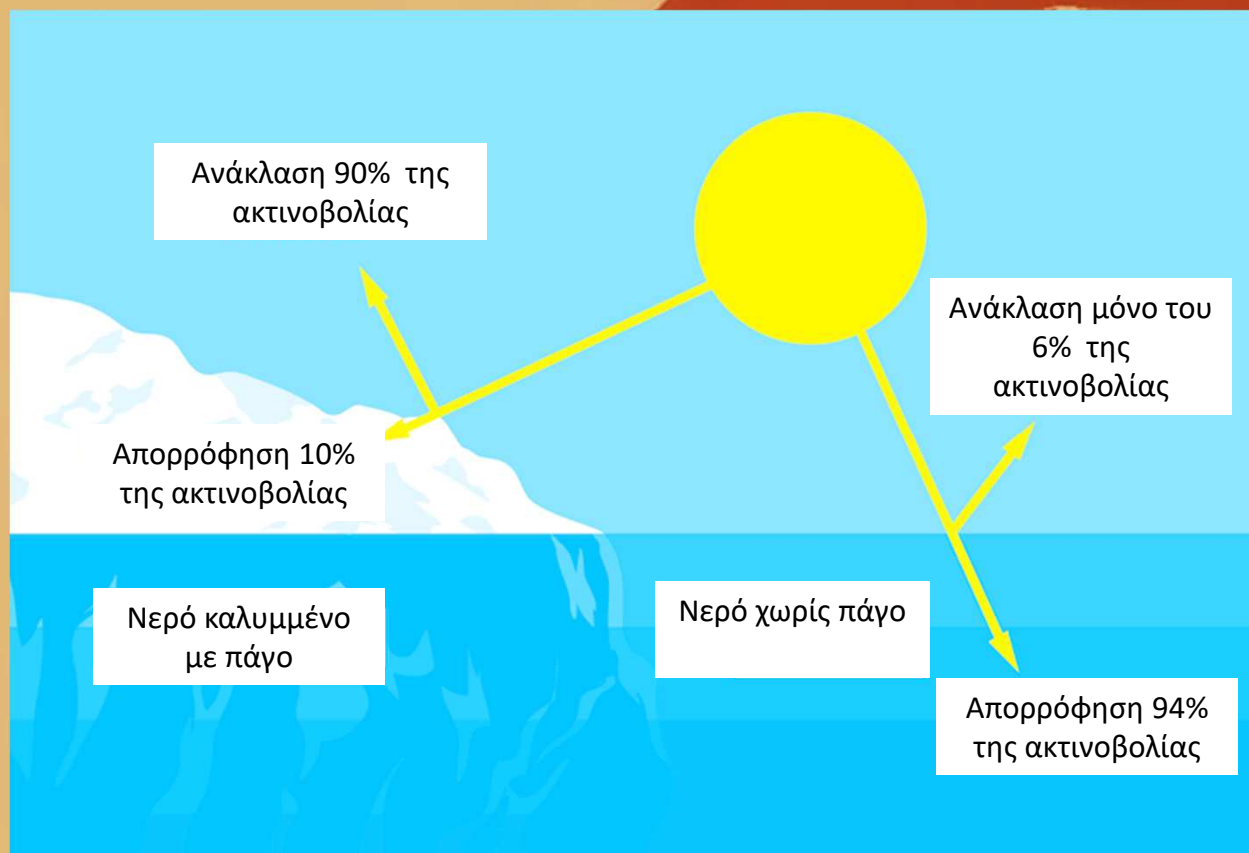 Ανάκλαση 90% της
ακτινοβολίας
Ανάκλαση μόνο του
6% της
ακτινοβολίας
Απορρόφηση 10%
της ακτινοβολίας
Νερό καλυμμένο
με πάγο
Νερό χωρίς πάγο
Απορρόφηση 94%
της ακτινοβολίας